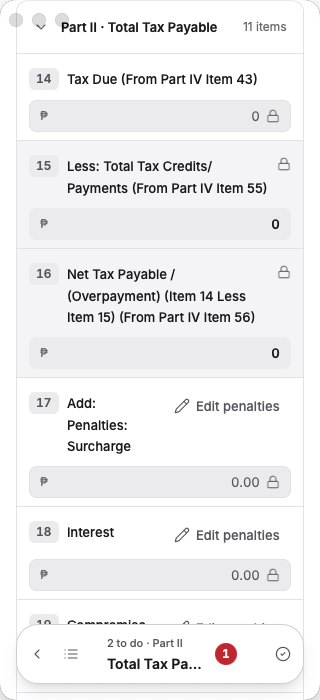 Part II · Total Tax Payable 11 items
14 Tax Due (From Part IV Item 43)
₱ 0
15 Less: Total Tax Credits/
Payments (From Part IV Item 55)
₱ 0
16 Net Tax Payable /
(Overpayment) (Item 14 Less
Item 15) (From Part IV Item 56)
₱ 0
17 Add: Edit penalties
Penalties:
Surcharge
₱ 0.00
18 Interest Edit penalties
₱ 0.00
2 to do · Part II
Total Tax Pa... 1